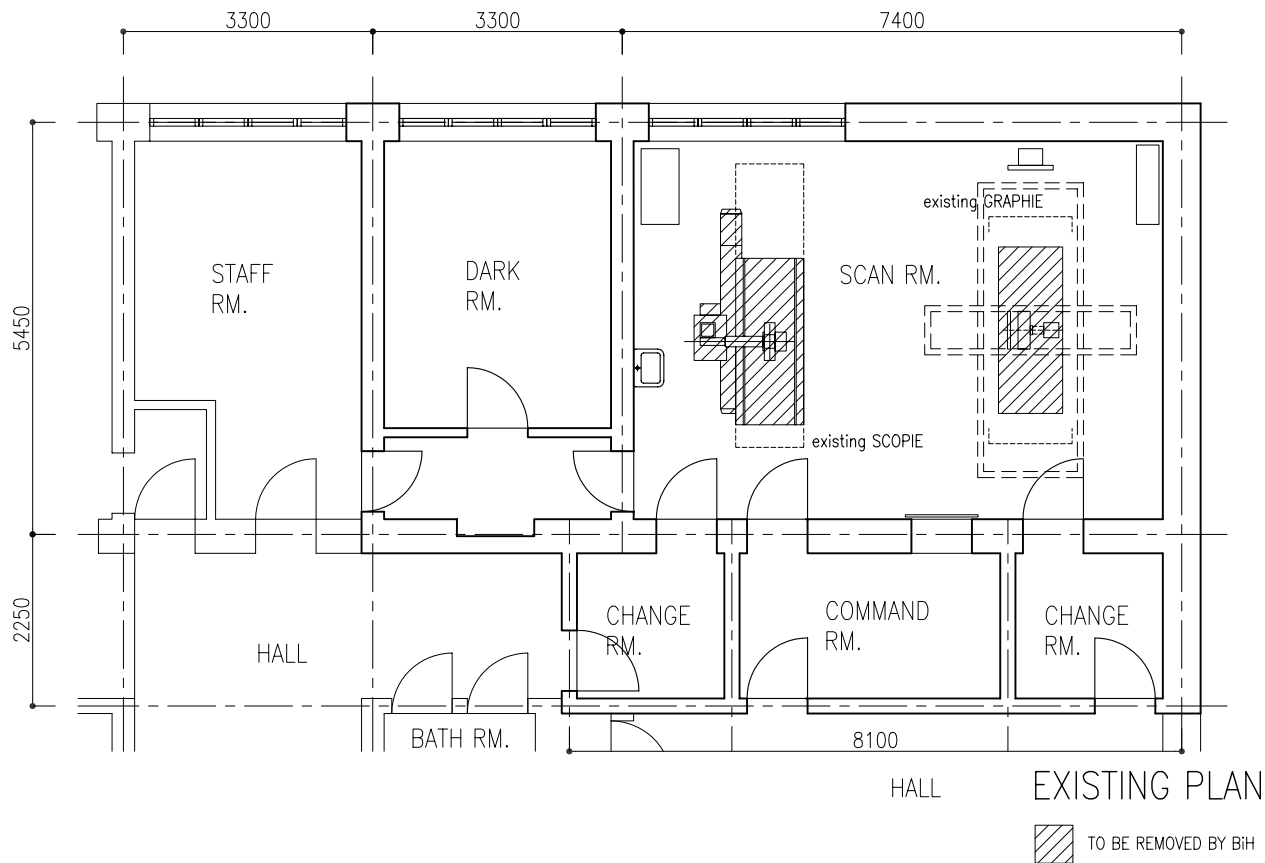 3300
3300
7400
existing GRAPHIE
STAFF
RM.
DARK
RM.
SCAN RM.
5450
existing SCOPIE
2250
CHANGE
RM.
COMMAND
RM.
CHANGE
RM.
HALL
BATH RM.
8100
HALL
EXISTING PLAN
TO BE REMOVED BY BiH